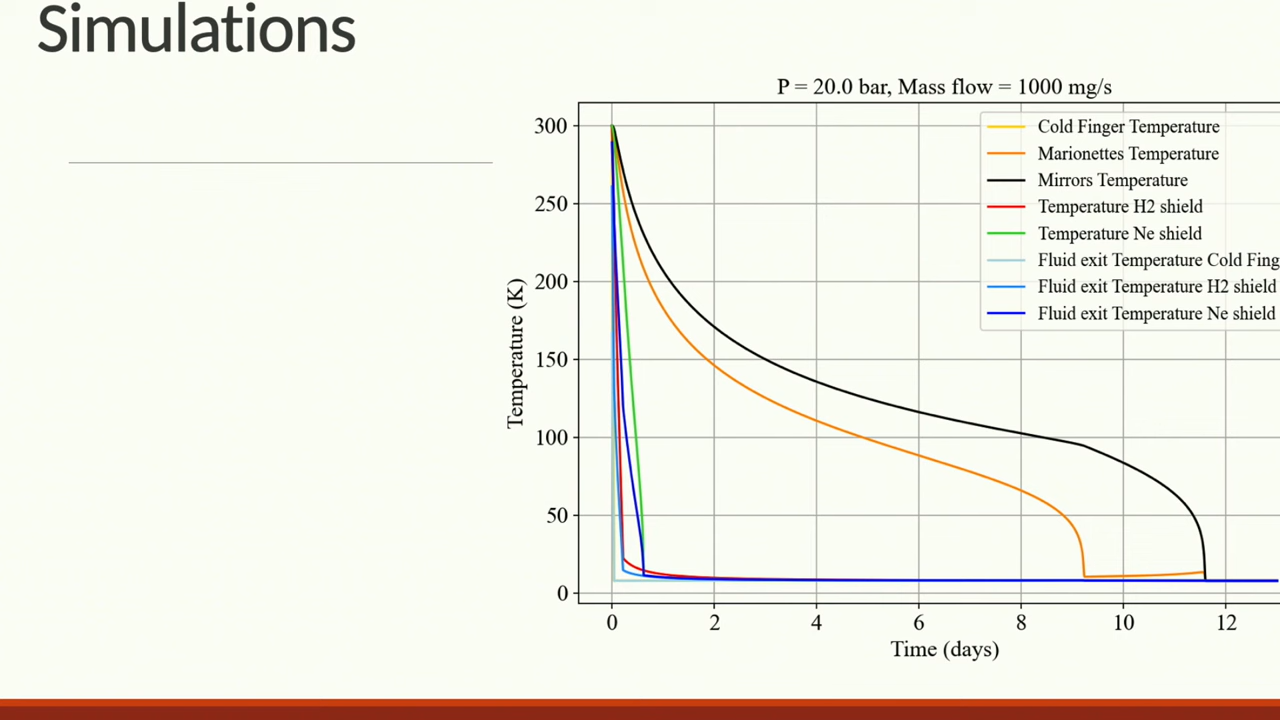 Simulations
P = 20.0 bar, Mass flow = 1000 mg/s
Cold Finger Temperature
Marionettes Temperature
Mirrors Temperature
Temperature H2 shield
Temperature Ne shield
Fluid exit Temperature Cold Fing
Fluid exit Temperature H2 shield
Fluid exit Temperature Ne shield
Temperature (K)
300
250
200
150
100
50
0
0 2 4 6 8 10 12
Time (days)